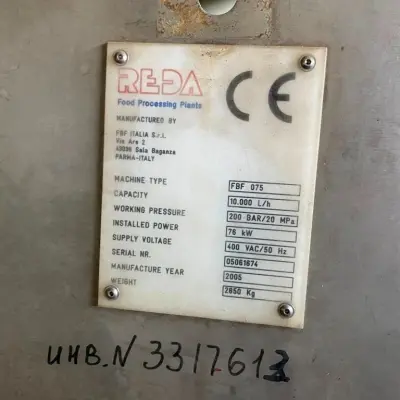 REDA
CE
Food Processing Plants
MANUFACTURED BY
FBF ITALIA S.r.L.
Via Are 2
43038 Sala Baganza
PARMA-ITALY
MACHINE TYPE FBF 075
CAPACITY 10.000 L/h
WORKING PRESSURE 200 BAR/20 MPa
INSTALLED POWER 76 kW
SUPPLY VOLTAGE 400 VAC/50 Hz
SERIAL NR. 05061674
MANUFACTURE YEAR 2005
WEIGHT 2850 Kg
инв.N 3317613